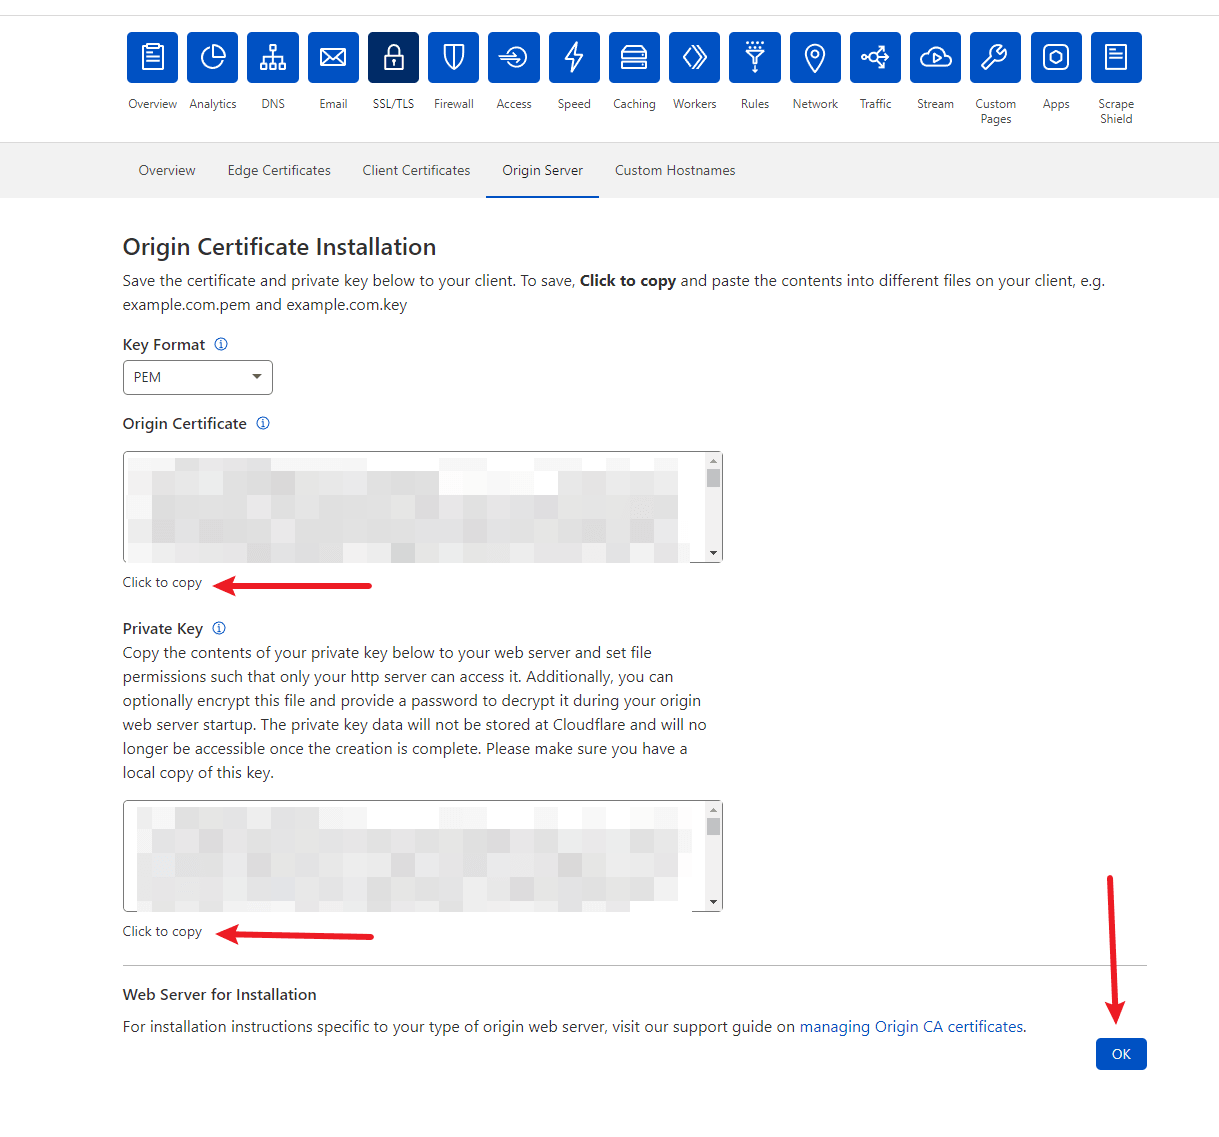 Overview Analytics DNS Email SSL/TLS Firewall Access Speed Caching Workers Rules Network Traffic Stream Custom Pages Apps Scrape Shield
Overview Edge Certificates Client Certificates Origin Server Custom Hostnames
Origin Certificate Installation
Save the certificate and private key below to your client. To save, Click to copy and paste the contents into different files on your client, e.g.
example.com.pem and example.com.key
Key Format
PEM
Origin Certificate
Click to copy
Private Key
Copy the contents of your private key below to your web server and set file
permissions such that only your http server can access it. Additionally, you can
optionally encrypt this file and provide a password to decrypt it during your origin
web server startup. The private key data will not be stored at Cloudflare and will no
longer be accessible once the creation is complete. Please make sure you have a
local copy of this key.
Click to copy
Web Server for Installation
For installation instructions specific to your type of origin web server, visit our support guide on managing Origin CA certificates.
OK